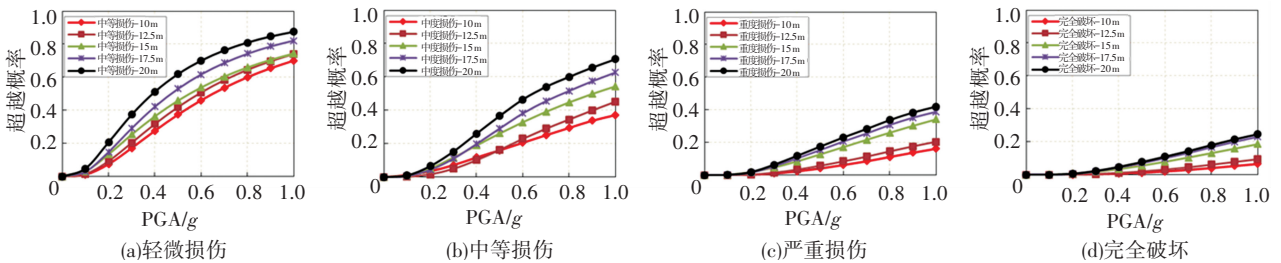 超越概率
1.0
0.8
0.6
0.4
0.2
0
中等损伤-10m
中等损伤-12.5m
中等损伤-15m
中等损伤-17.5m
中等损伤-20m
0.2 0.4 0.6 0.8 1.0
PGA/g
(a)轻微损伤
超越概率
1.0
0.8
0.6
0.4
0.2
0
中度损伤-10m
中度损伤-12.5m
中度损伤-15m
中度损伤-17.5m
中度损伤-20m
0.2 0.4 0.6 0.8 1.0
PGA/g
(b)中等损伤
超越概率
1.0
0.8
0.6
0.4
0.2
0
重度损伤-10m
重度损伤-12.5m
重度损伤-15m
重度损伤-17.5m
重度损伤-20m
0.2 0.4 0.6 0.8 1.0
PGA/g
(c)严重损伤
超越概率
1.0
0.8
0.6
0.4
0.2
0
完全破坏-10m
完全破坏-12.5m
完全破坏-15m
完全破坏-17.5m
完全破坏-20m
0.2 0.4 0.6 0.8 1.0
PGA/g
(d)完全破坏